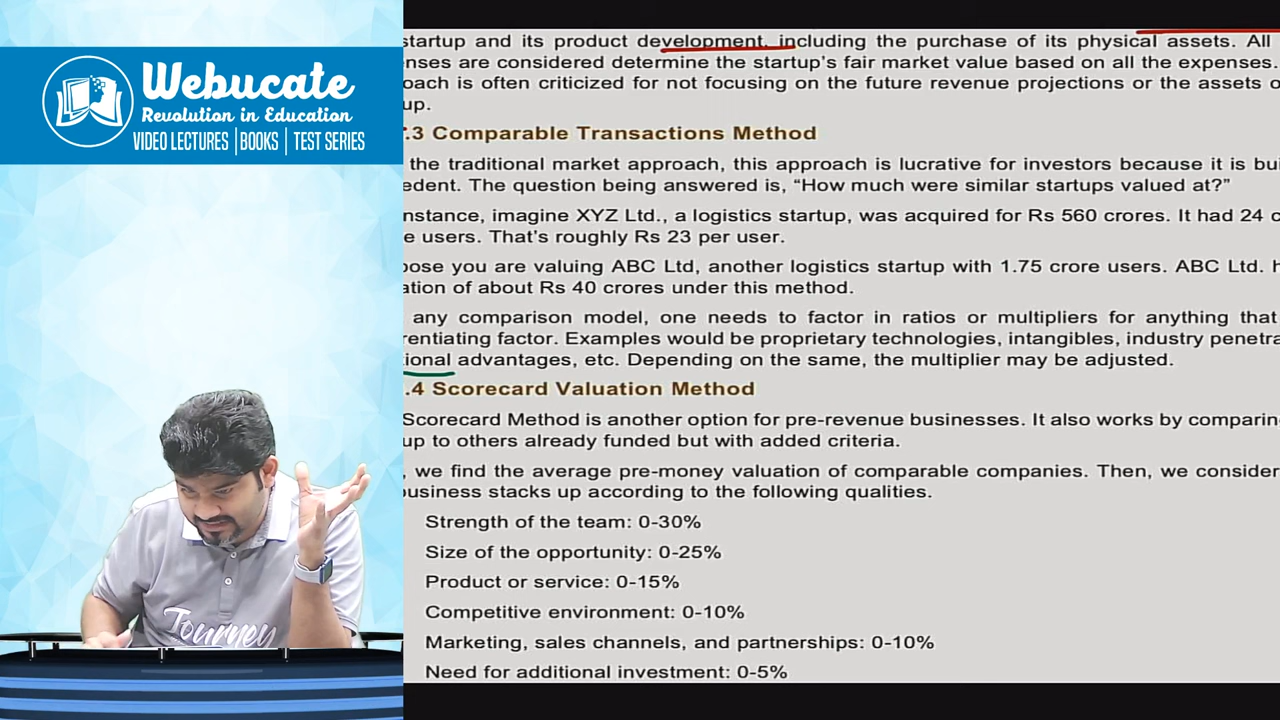 Webucate
Revolution in Education
VIDEO LECTURES | BOOKS | TEST SERIES
startup and its product development, including the purchase of its physical assets. All
are considered determine the startup's fair market value based on all the expenses.
is often criticized for not focusing on the future revenue projections or the assets
up.
.3 Comparable Transactions Method
the traditional market approach, this approach is lucrative for investors because it is
The question being answered is, “How much were similar startups valued at?”
imagine XYZ Ltd., a logistics startup, was acquired for Rs 560 crores. It had 24
users. That's roughly Rs 23 per user.
you are valuing ABC Ltd, another logistics startup with 1.75 crore users. ABC Ltd.
of about Rs 40 crores under this method.
any comparison model, one needs to factor in ratios or multipliers for anything that
factor. Examples would be proprietary technologies, intangibles, industry
advantages, etc. Depending on the same, the multiplier may be adjusted.
.4 Scorecard Valuation Method
Scorecard Method is another option for pre-revenue businesses. It also works by
up to others already funded but with added criteria.
, we find the average pre-money valuation of comparable companies. Then, we consider
business stacks up according to the following qualities.
Strength of the team: 0-30%
Size of the opportunity: 0-25%
Product or service: 0-15%
Competitive environment: 0-10%
Marketing, sales channels, and partnerships: 0-10%
Need for additional investment: 0-5%
Journey